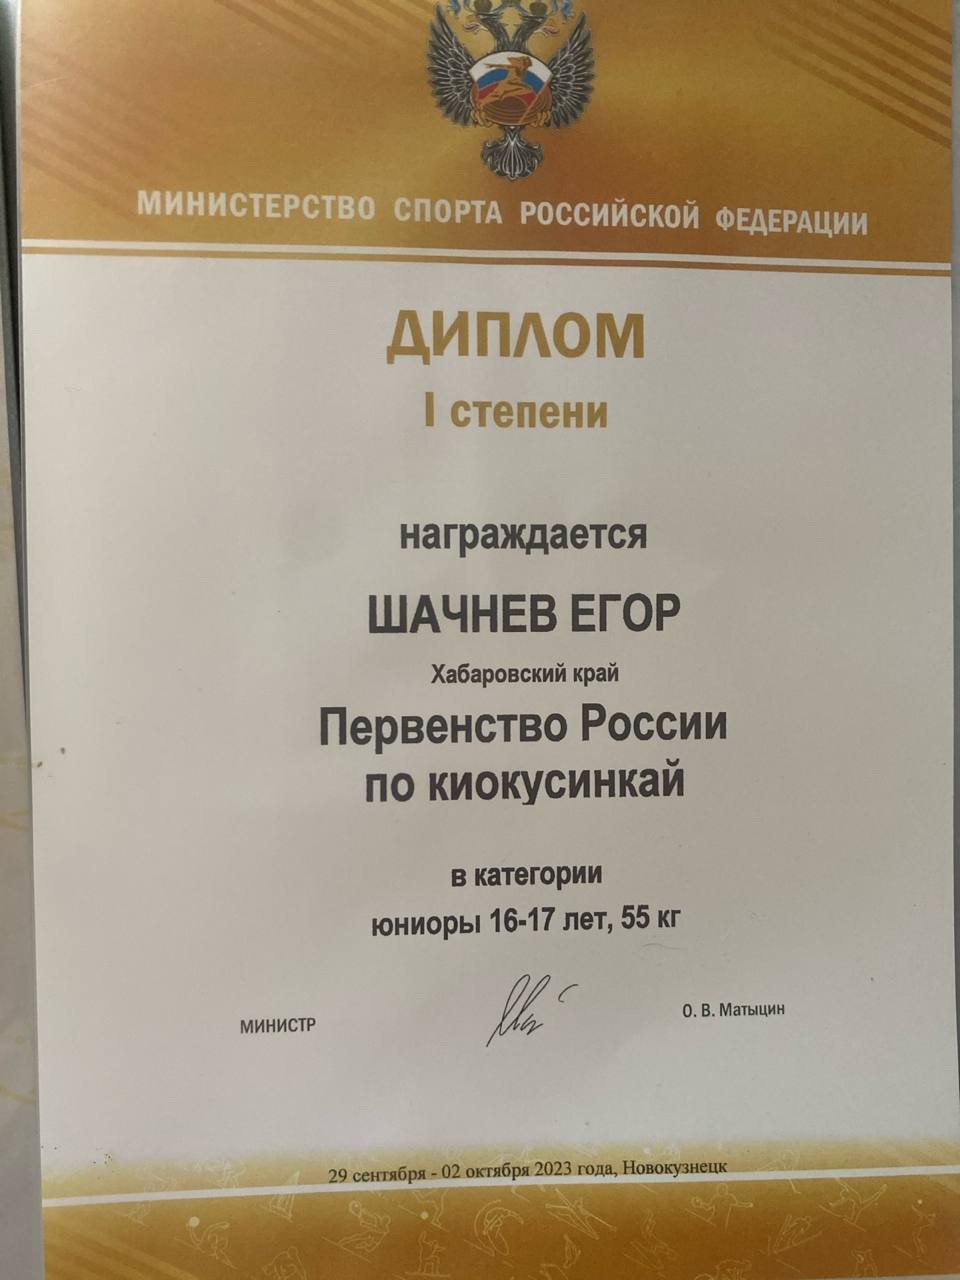 МИНИСТЕРСТВО СПОРТА РОССИЙСКОЙ ФЕДЕРАЦИИ
ДИПЛОМ
I степени
награждается
ШАЧНЕВ ЕГОР
Хабаровский край
Первенство России
по киокусинкай
в категории
юниоры 16-17 лет, 55 кг
МИНИСТР
О. В. Матыцин
29 сентября - 02 октября 2023 года, Новокузнецк